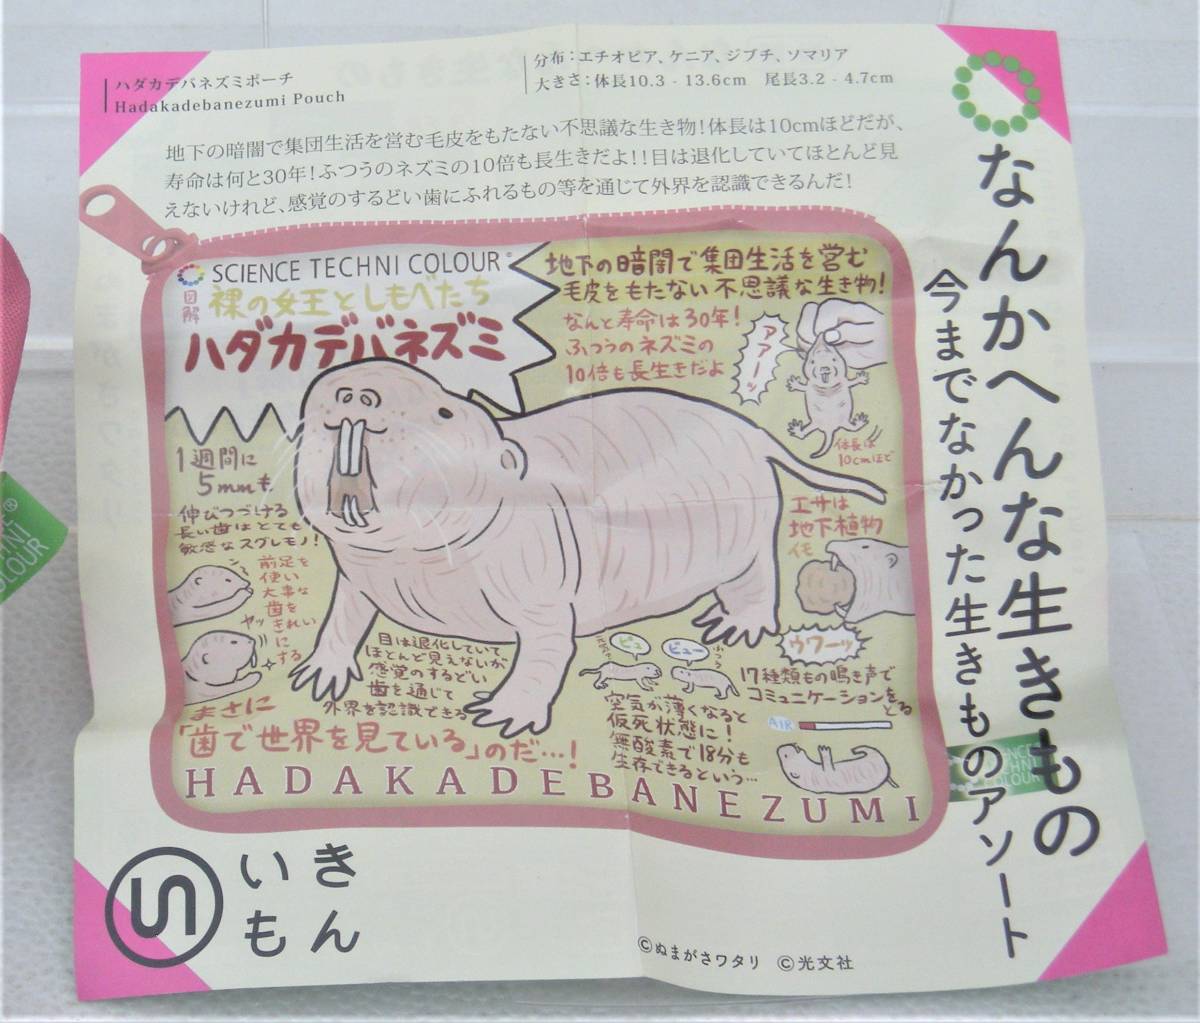 ハダカデバネズミポーチ
Hadakadebanezumi Pouch
分布：エチオピア、ケニア、ジブチ、ソマリア
大きさ：体長10.3 - 13.6cm 尾長3.2 - 4.7cm
地下の暗闇で集団生活を営む毛皮をもたない不思議な生き物！体長は10cmほどだが、
寿命は何と30年！ふつうのネズミの10倍も長生きだよ！！目は退化していてほとんど見
えないけれど、感覚のするどい歯にふれるもの等を通じて外界を認識できるんだ！
なんかへんな生きもの
今まででなかった生きものアソート
SCIENCE TECHNI COLOUR®
図解
裸の女王としもべたち
ハダカデバネズミ
地下の暗闇で集団生活を営む
毛皮をもたない不思議な生き物！
なんと寿命は30年！
ふつうのネズミの
10倍も長生きだよ
アアーッ
体長は
10cmほど
1週間に
5mmも
伸びつづける
長い歯はとても
敏感なスグレモノ！
前足を
使い
大事な
歯を
キレイ
にする
ヤッ
エサは
地下植物
イモ
目は退化していて
ほとんど見えないが
感覚のするどい
歯を通じて
外界を認識できる
まさに
「歯で世界を見ている」のだ…！
ピュ
ビュー
ウワーッ
17種類もの鳴き声で
コミュニケーションを
とる
空気が薄くなると
仮死状態に！
無酸素で18分も
生存できるという…
AIR
HADAKADEBANEZUMI
いきもん
©ぬまがさワタリ ©光文社
®
COLOUR